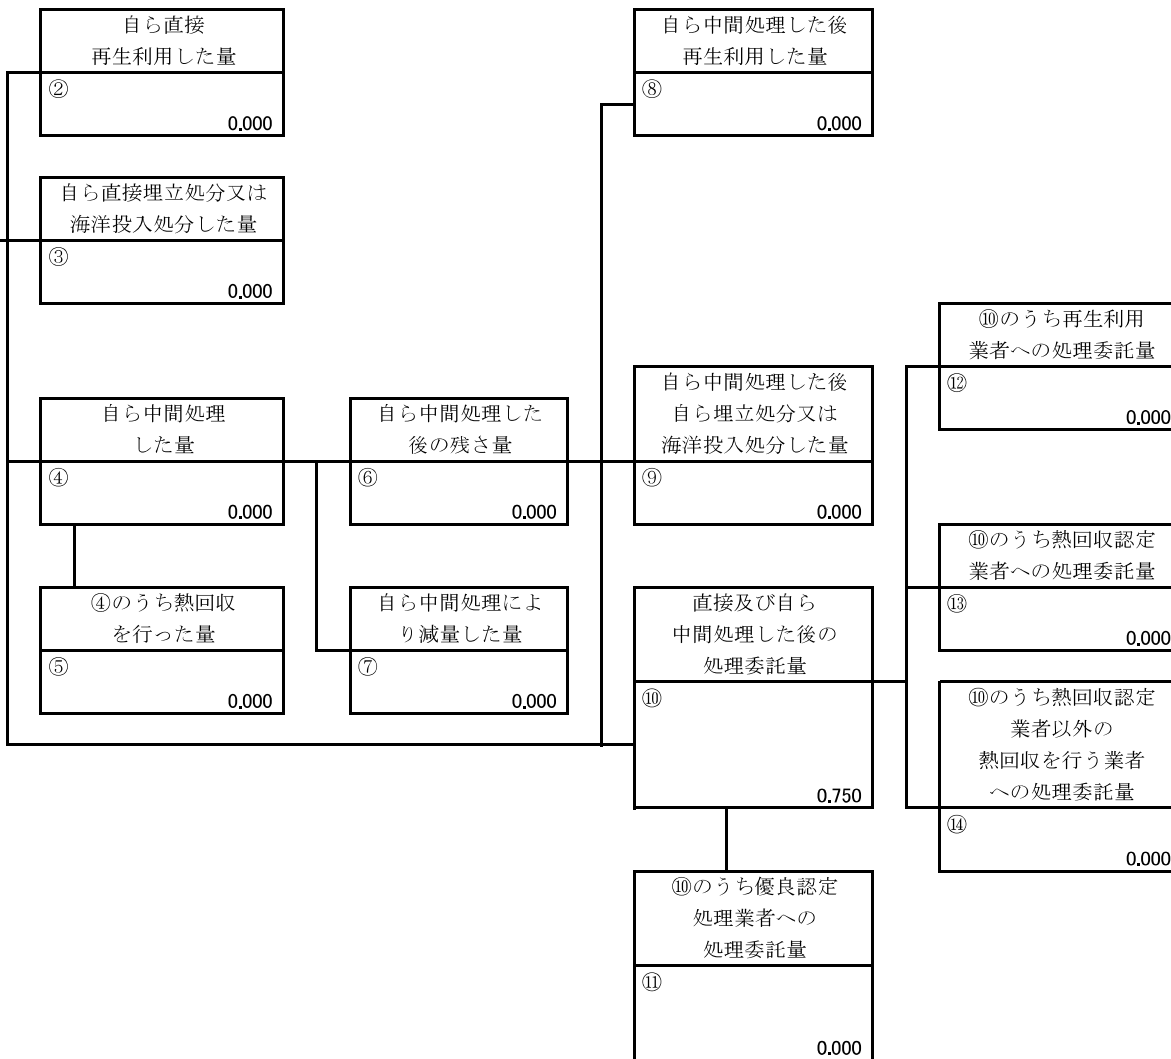 自ら直接
再生利用した量
②
0.000
自ら中間処理した後
再生利用した量
⑧
0.000
自ら直接埋立処分又は
海洋投入処分した量
③
0.000
⑩のうち再生利用
業者への処理委託量
⑫
0.000
自ら中間処理
した量
④
0.000
自ら中間処理した
後の残さ量
⑥
0.000
自ら中間処理した後
自ら埋立処分又は
海洋投入処分した量
⑨
0.000
⑩のうち熱回収認定
業者への処理委託量
⑬
0.000
④のうち熱回収
を行った量
⑤
0.000
自ら中間処理によ
り減量した量
⑦
0.000
直接及び自ら
中間処理した後の
処理委託量
⑩
0.750
⑩のうち熱回収認定
業者以外の
熱回収を行う業者
への処理委託量
⑭
0.000
⑩のうち優良認定
処理業者への
処理委託量
⑪
0.000